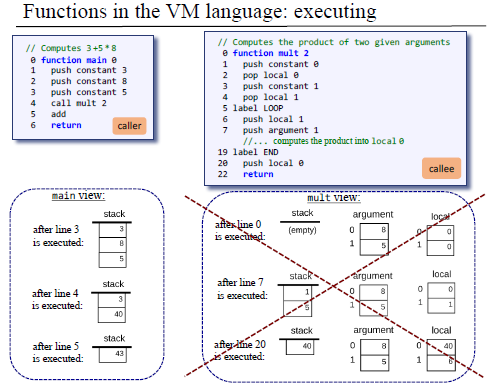 Functions in the VM language: executing
// Computes 3+5*8
0 function main 0
1 push constant 3
2 push constant 8
3 push constant 5
4 call mult 2
5 add
6 return
caller
// Computes the product of two given arguments
0 function mult 2
1 push constant 0
2 pop local 0
3 push constant 1
4 pop local 1
5 label LOOP
6 push local 1
7 push argument 1
//... computes the product into local 0
19 label END
20 push local 0
22 return
callee
main view:
after line 3
is executed:
stack
3
8
5
after line 4
is executed:
stack
3
40
after line 5
is executed:
stack
43
mult view:
after line 0
is executed:
stack
(empty)
argument
0 8
1 5
local
0 0
1 0
after line 7
is executed:
stack
1
5
argument
0 8
1 5
local
0 0
1 1
after line 20
is executed:
stack
40
argument
0 8
1 5
local
0 40
1 6